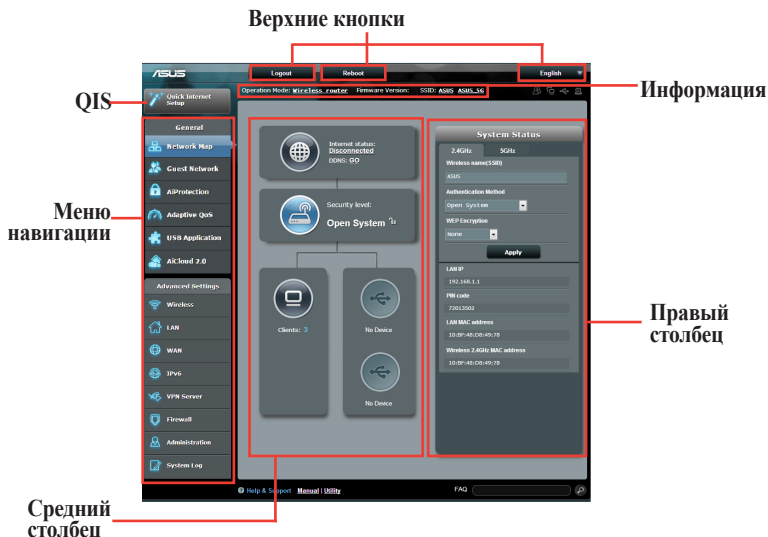 Верхние кнопки
ASUS
Logout
Reboot
English
QIS
Quick Internet
Setup
Operation Mode: Wireless router Firmware Version: SSID: ASUS ASUS_5G
Информация
Меню
навигации
General
Network Map
Guest Network
AiProtection
Adaptive QoS
USB Application
AiCloud 2.0
Advanced Settings
Wireless
LAN
WAN
IPv6
VPN Server
Firewall
Administration
System Log
Internet status:
Disconnected
DDNS: GO
Security level:
Open System
Clients: 3
No Device
No Device
System Status
2.4GHz
5GHz
Wireless name(SSID)
ASUS
Authentication Method
Open System
WEP Encryption
None
Apply
LAN IP
192.168.1.1
PIN code
72013502
LAN MAC address
10:BF:48:D8:49:78
Wireless 2.4GHz MAC address
10:BF:48:D8:49:78
Правый
столбец
Help & Support Manual | Utility
FAQ
Средний
столбец